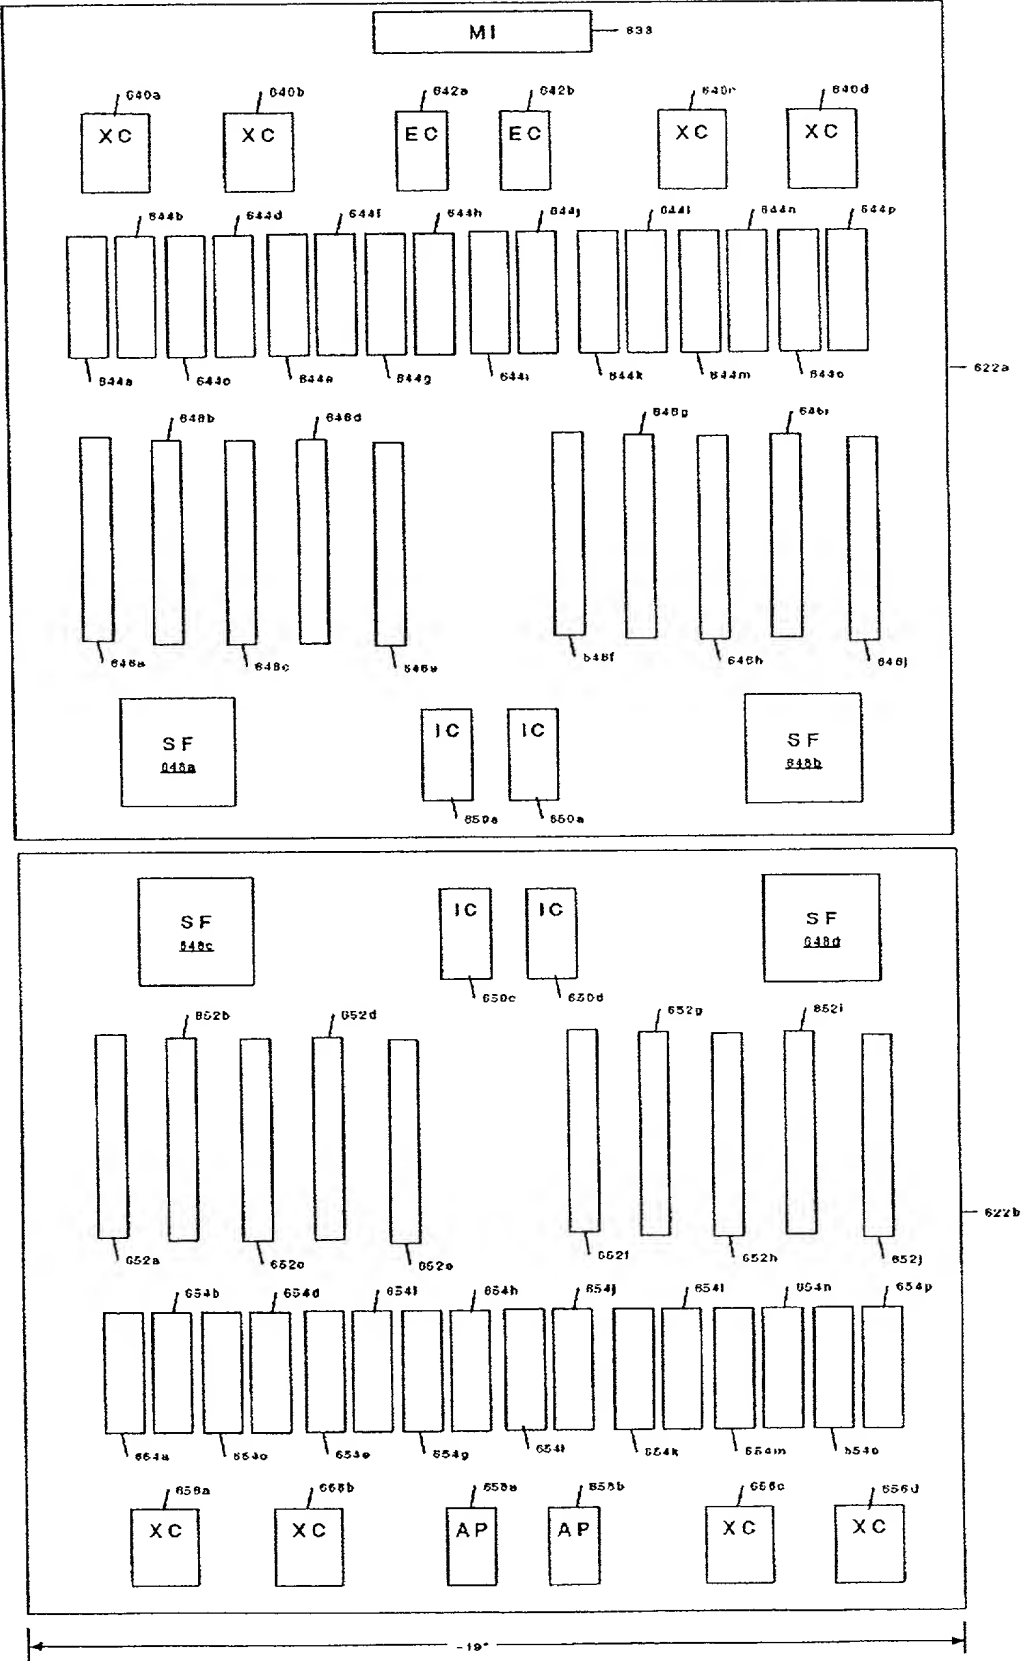 MI
638
640a 640b 642a 642b 640c 640d
XC XC EC EC XC XC
644b 644d 644f 644h 644j 644l 644n 644p
622a
644a 644c 644e 644g 644i 644k 644m 644o
646b 646d 646g 646i
646a 646c 646e 646f 646h 646j
SF IC IC SF
648a 648b
650a 650a
SF IC IC SF
648c 648d
650c 650d
652b 652d 652g 652i
622b
652a 652c 652e 652f 652h 652j
654b 654d 654f 654h 654j 654l 654n 654p
654a 654c 654e 654g 654i 654k 654m 654o
656a 656b 658a 658b 656c 656d
XC XC AP AP XC XC
~19"